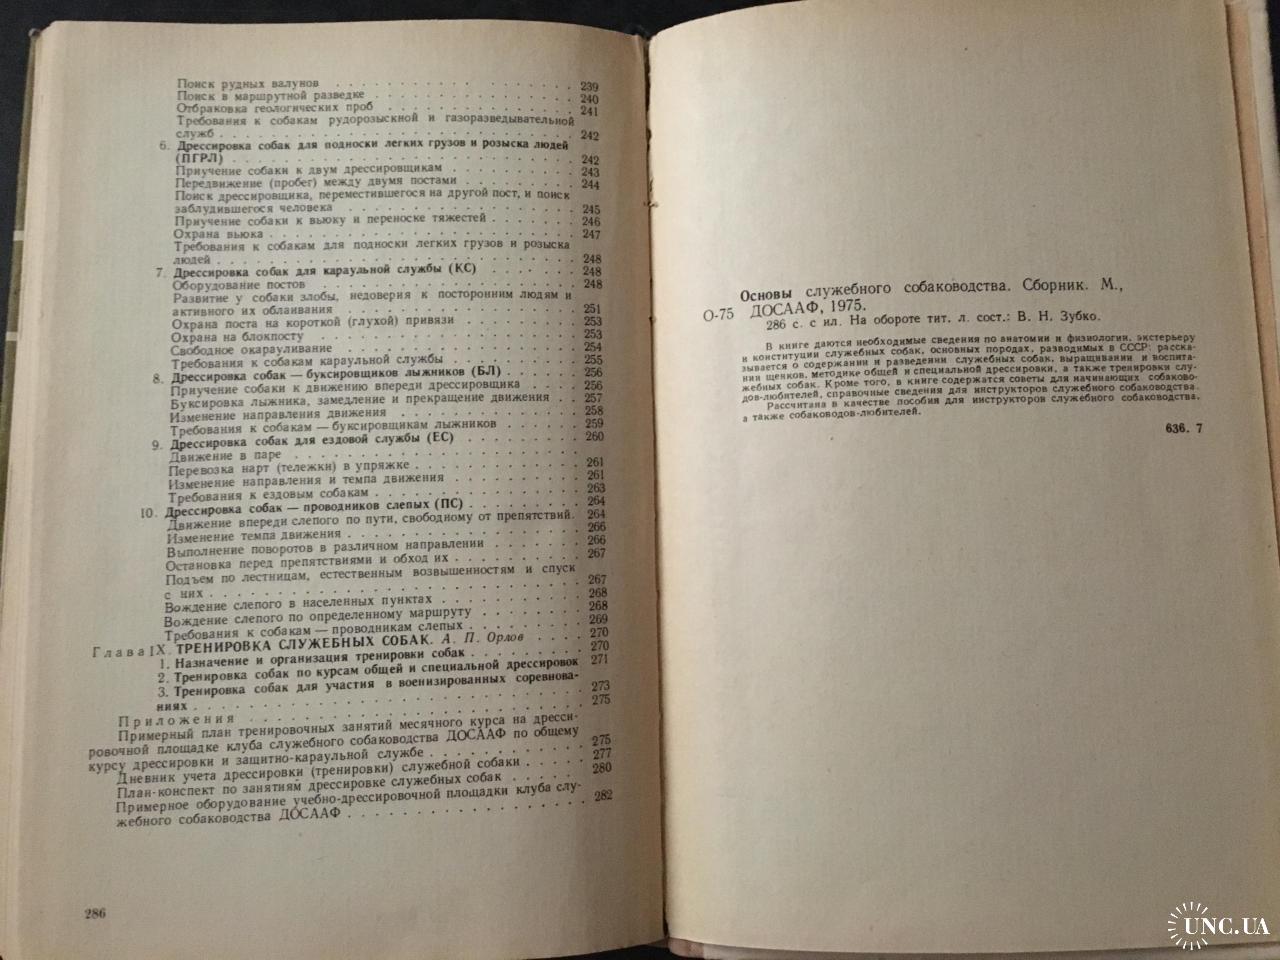 Поиск рудных валунов . . . . . . . . . . . . . . . 239
Поиск в маршрутной разведке . . . . . . . . . . . . 240
Отбраковка геологических проб . . . . . . . . . . . 241
Требования к собакам рудорозыскной и газоразведывательной
служб . . . . . . . . . . . . . . . . . . . . . . 242
6. Дрессировка собак для подноски легких грузов и розыска людей
(ПГРЛ) . . . . . . . . . . . . . . . . . . . . . 242
Приучение собаки к двум дрессировщикам . . . . . . . 243
Передвижение (пробег) между двумя постами . . . . . . 244
Поиск дрессировщика, переместившегося на другой пост, и поиск
заблудившегося человека . . . . . . . . . . . . . . 245
Приучение собаки к вьюку и переноске тяжестей . . . . . 246
Охрана вьюка . . . . . . . . . . . . . . . . . . . 247
Требования к собакам для подноски легких грузов и розыска
людей . . . . . . . . . . . . . . . . . . . . . . 248
7. Дрессировка собак для караульной службы (КС) . . . . . 248
Оборудование постов . . . . . . . . . . . . . . . . 248
Развитие у собаки злобы, недоверия к посторонним людям и
активного их облаивания . . . . . . . . . . . . . . 251
Охрана поста на короткой (глухой) привязи . . . . . . . 253
Охрана на блокпосту . . . . . . . . . . . . . . . . 253
Свободное окарауливание . . . . . . . . . . . . . . 254
Требования к собакам караульной службы . . . . . . . . 255
8. Дрессировка собак — буксировщиков лыжников (БЛ) . . . . . 256
Приучение собаки к движению впереди дрессировщика . . . . 256
Буксировка лыжника, замедление и прекращение движения . . 257
Изменение направления движения . . . . . . . . . . . 258
Требования к собакам — буксировщикам лыжников . . . . . 259
9. Дрессировка собак для ездовой службы (ЕС) . . . . . . . 260
Движение в паре . . . . . . . . . . . . . . . . . .
Перевозка нарт (тележки) в упряжке . . . . . . . . . . 261
Изменение направления и темпа движения . . . . . . . . 261
Требования к ездовым собакам . . . . . . . . . . . . 263
10. Дрессировка собак — проводников слепых (ПС) . . . . . . . 264
Движение впереди слепого по пути, свободному от препятствий. 264
Изменение темпа движения . . . . . . . . . . . . . . 266
Выполнение поворотов в различном направлении . . . . . . 266
Остановка перед препятствиями и обход их . . . . . . . . 267
Подъем по лестницам, естественным возвышенностям и спуск
с них . . . . . . . . . . . . . . . . . . . . . . 267
Вождение слепого в населенных пунктах . . . . . . . . . 268
Вождение слепого по определенному маршруту . . . . . . . 268
Требования к собакам — проводникам слепых . . . . . . . 269
Глава IX. ТРЕНИРОВКА СЛУЖЕБНЫХ СОБАК. А. П. Орлов . . . . 270
1. Назначение и организация тренировки собак . . . . . . . 270
2. Тренировка собак по курсам общей и специальной дрессировок 271
3. Тренировка собак для участия в военизированных соревнова-
ниях . . . . . . . . . . . . . . . . . . . . . . 273
Приложения . . . . . . . . . . . . . . . . . . . . . 275
Примерный план тренировочных занятий месячного курса на дресси-
ровочной площадке клуба служебного собаководства ДОСААФ по общему
курсу дрессировки и защитно-караульной службе . . . . . . . . 275
Дневник учета дрессировки (тренировки) служебной собаки . . . . 277
План-конспект по занятиям дрессировке служебных собак . . . . . 280
Примерное оборудование учебно-дрессировочной площадки клуба слу-
жебного собаководства ДОСААФ . . . . . . . . . . . . . . 282
286
Основы служебного собаководства. Сборник. М.,
О-75 ДОСААФ, 1975.
286 с. с ил. На обороте тит. л. сост.: В. Н. Зубко.
В книге даются необходимые сведения по анатомии и физиологии, экстерьеру
и конституции служебных собак, основных породах, разводимых в СССР; расска-
зывается о содержании и разведении служебных собак, выращивании и воспита-
нии щенков, методике общей и специальной дрессировки, а также тренировки слу-
жебных собак. Кроме того, в книге содержатся советы для начинающих собаково-
дов-любителей, справочные сведения для инструкторов служебного собаководства.
Рассчитана в качестве пособия для инструкторов служебного собаководства,
а также собаководов-любителей.
636. 7
UNC.UA